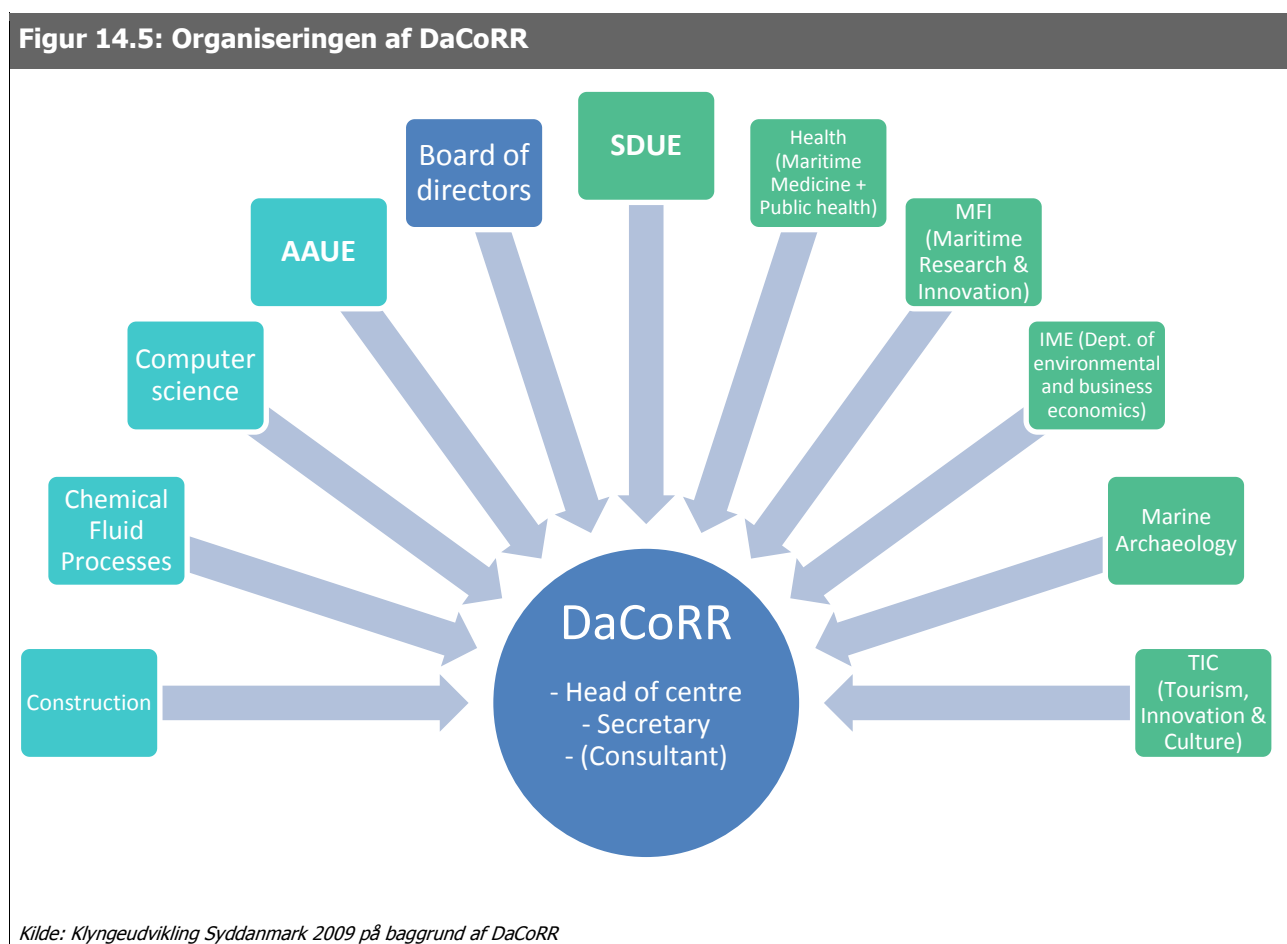 Figur 14.5: Organiseringen af DaCoRR
SDUE
Board of
directors
Health
(Maritime
Medicine +
Public health)
AAUE
MFI
(Maritime
Research &
Innovation)
Computer
science
IME (Dept. of
environmental
and business
economics)
Chemical
Fluid
Processes
Marine
Archaeology
Construction
TIC
(Tourism,
Innovation &
Culture)
DaCoRR
- Head of centre
- Secretary
- (Consultant)
Kilde: Klyngeudvikling Syddanmark 2009 på baggrund af DaCoRR